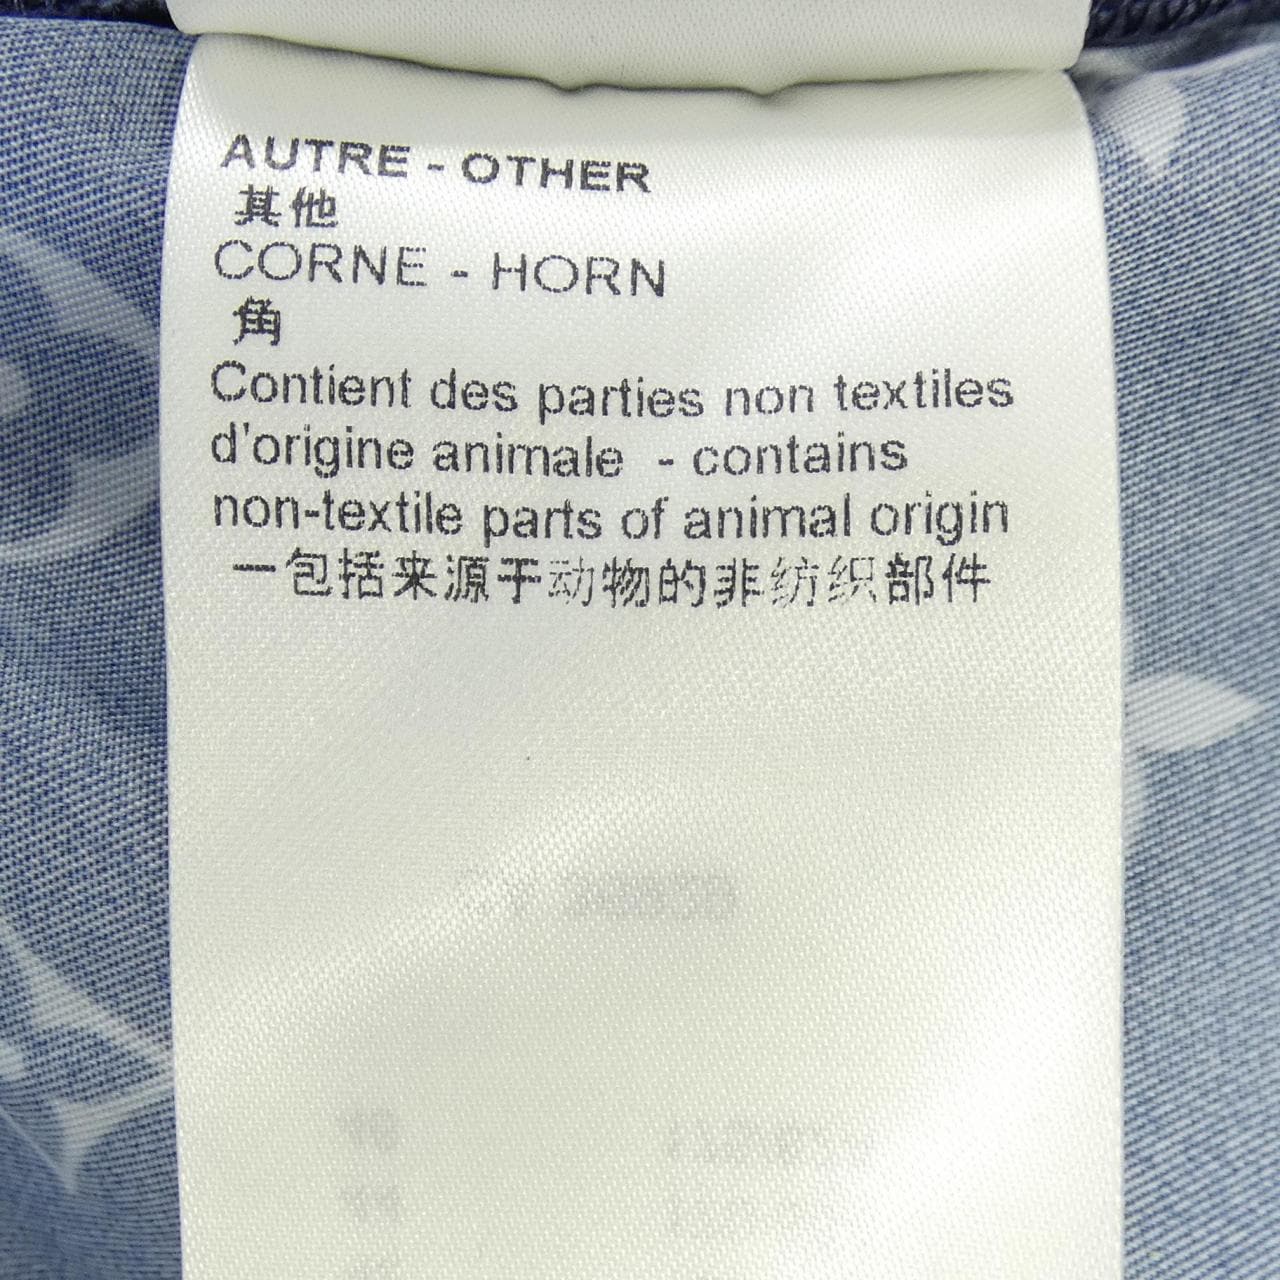 AUTRE - OTHER
其他
CORNE - HORN
角
Contient des parties non textiles
d'origine animale - contains
non-textile parts of animal origin
一包括来源于动物的非纺织部件